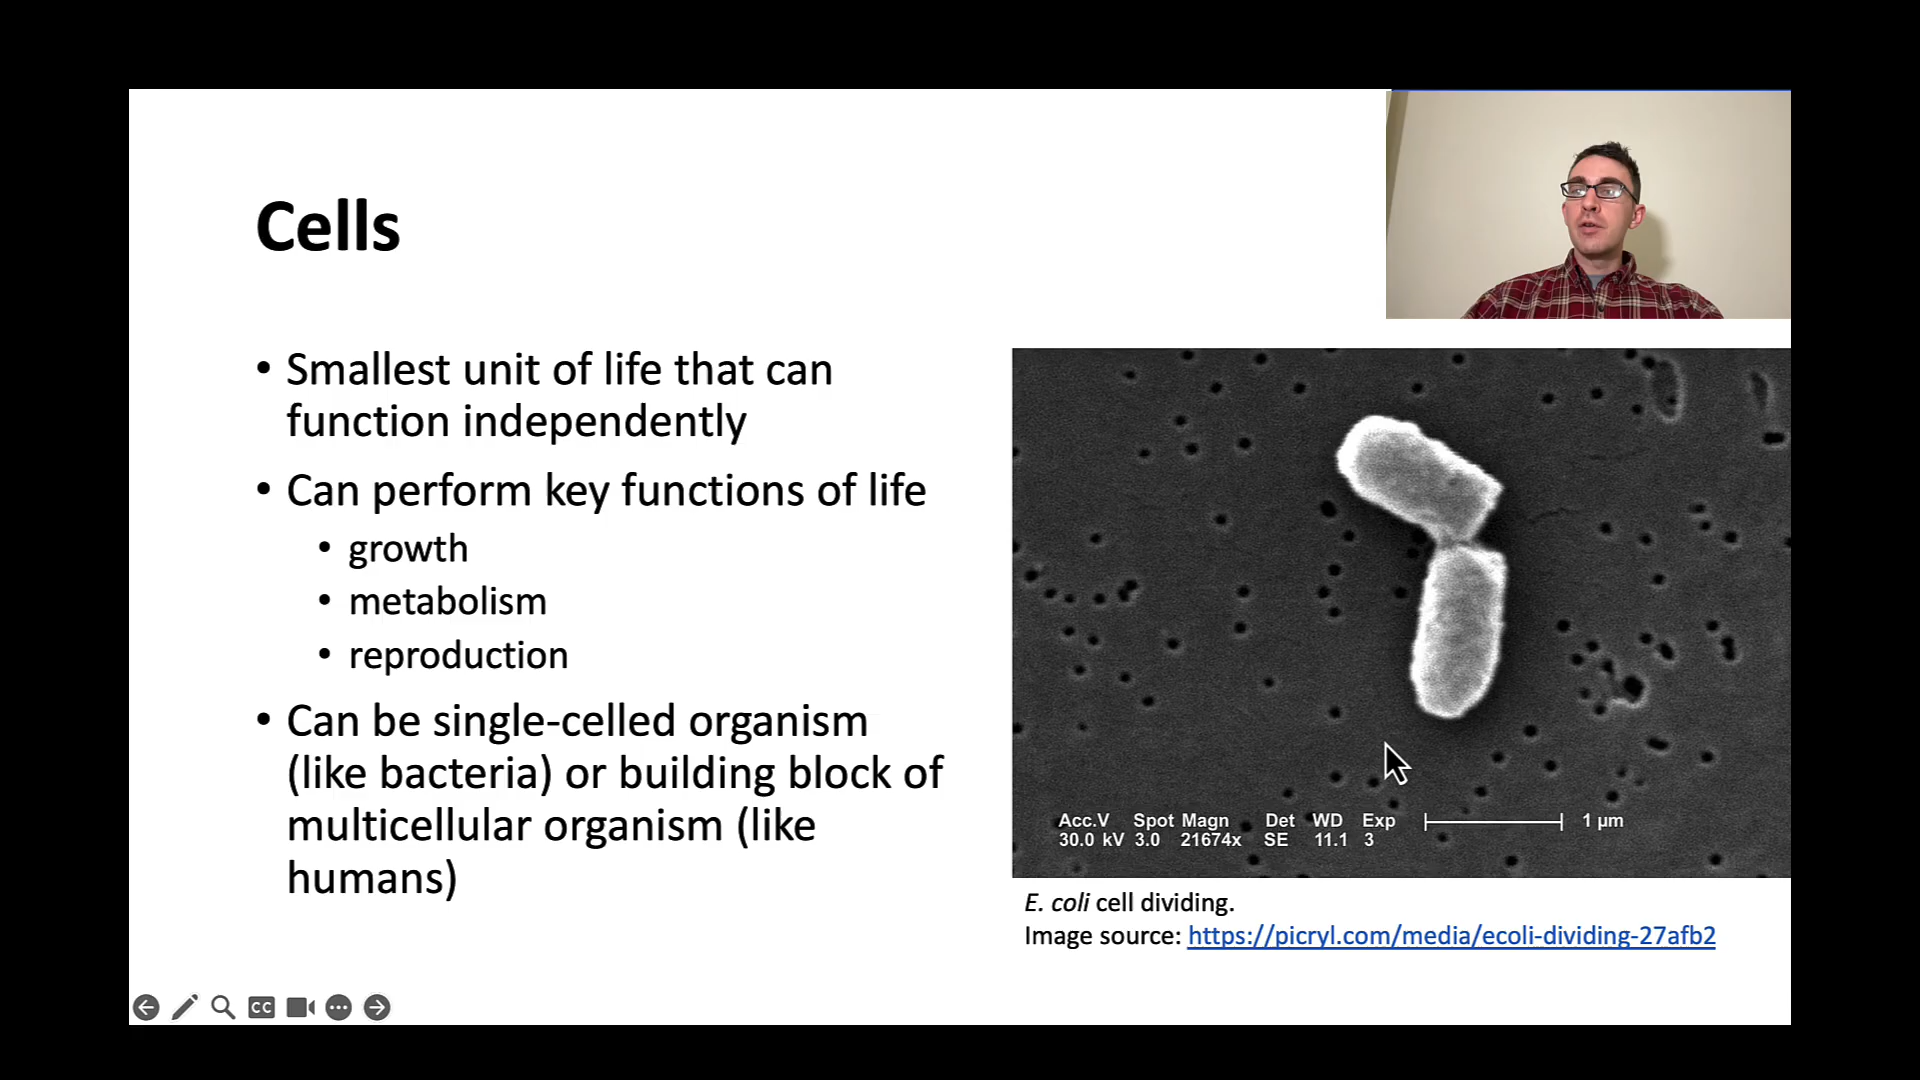 Cells
• Smallest unit of life that can
function independently
• Can perform key functions of life
• growth
• metabolism
• reproduction
• Can be single-celled organism
(like bacteria) or building block of
multicellular organism (like
humans)
Acc.V Spot Magn Det WD Exp 1 µm
30.0 kV 3.0 21674x SE 11.1 3
E. coli cell dividing.
Image source: https://picryl.com/media/ecoli-dividing-27afb2
CC